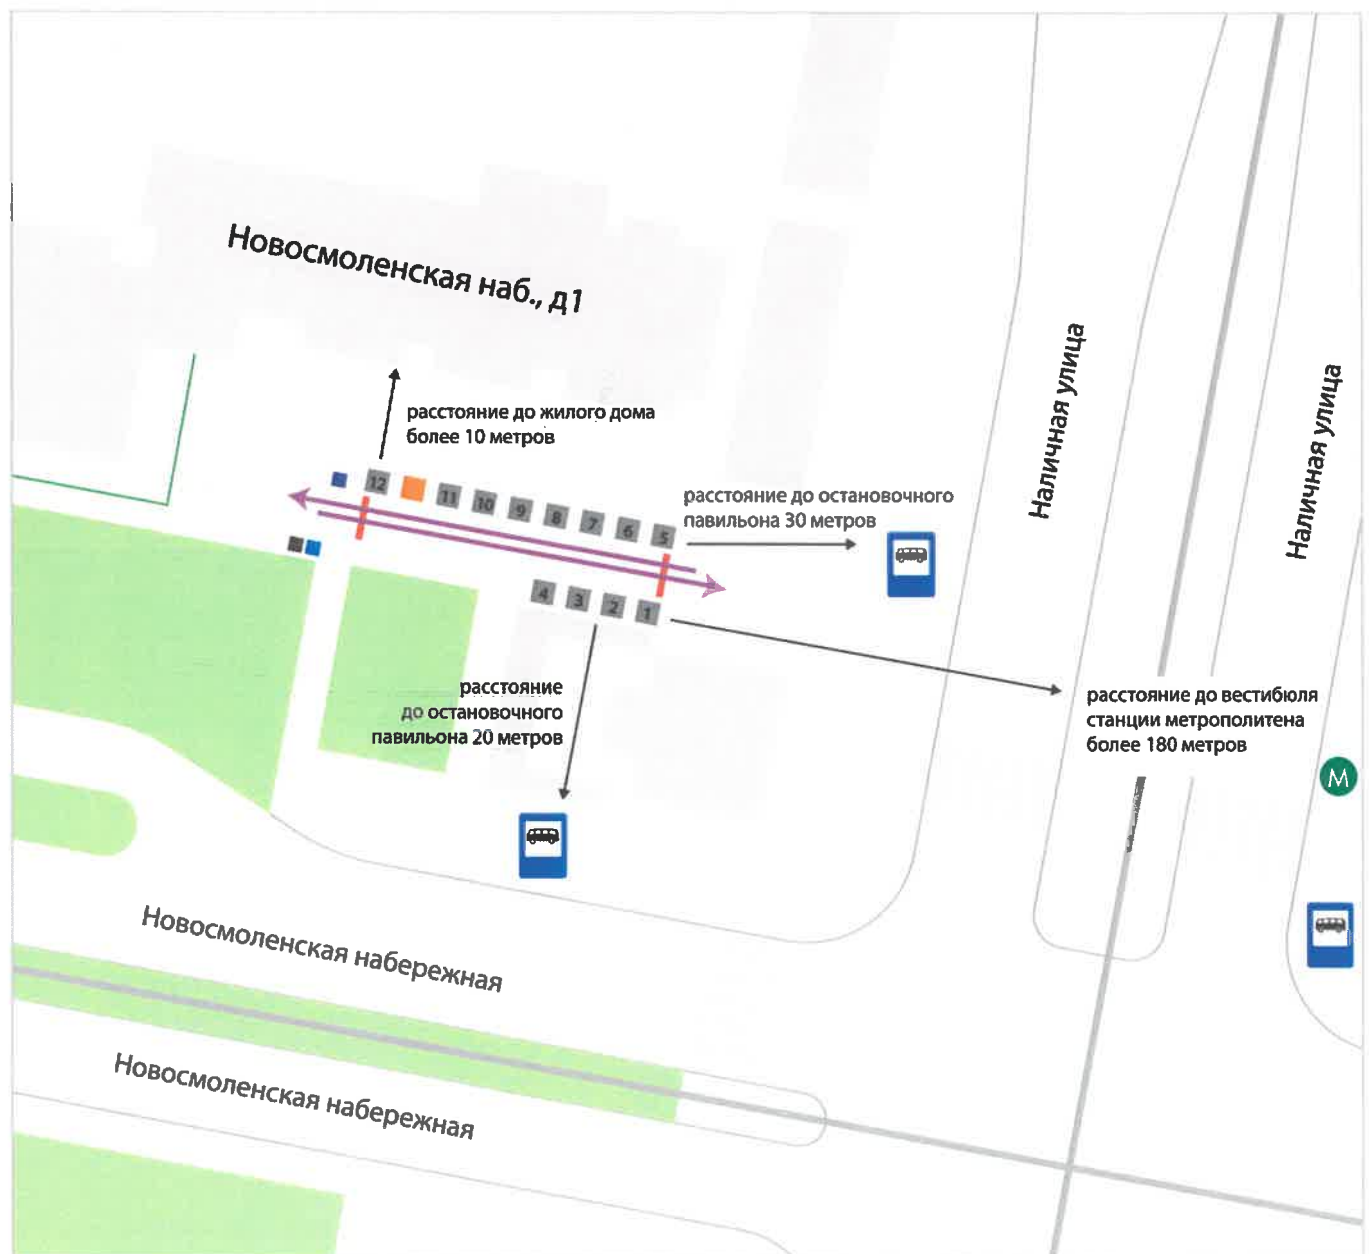 Новосмоленская наб., д1
Наличная улица
Наличная улица
расстояние до жилого дома
более 10 метров
12
11
10
9
8
7
6
5
расстояние до остановочного
павильона 30 метров
4
3
2
1
расстояние
до остановочного
павильона 20 метров
расстояние до вестибюля
станции метрополитена
более 180 метров
М
Новосмоленская набережная
Новосмоленская набережная